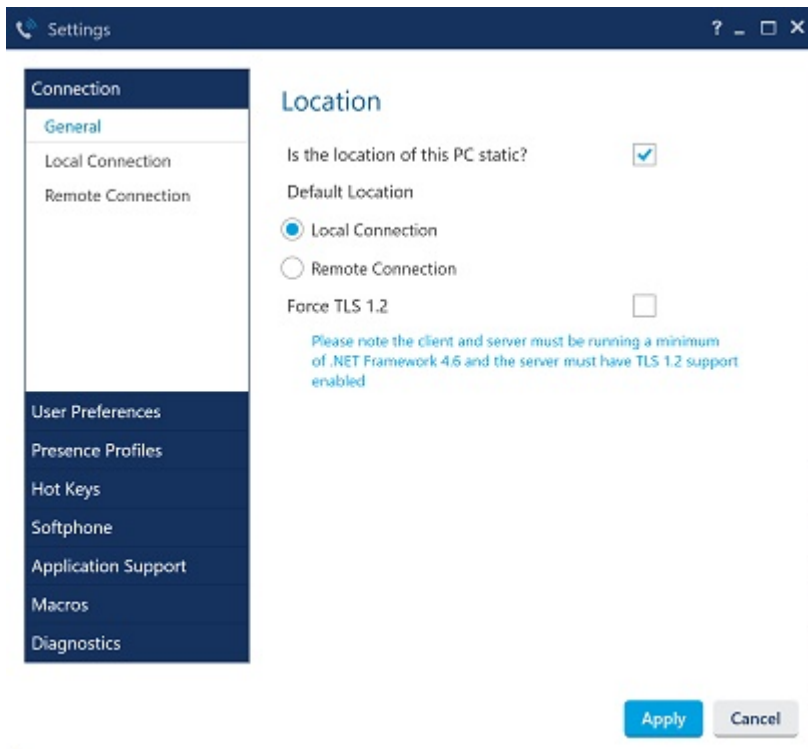 Settings
?
Connection
General
Local Connection
Remote Connection
User Preferences
Presence Profiles
Hot Keys
Softphone
Application Support
Macros
Diagnostics
Location
Is the location of this PC static?
Default Location
Local Connection
Remote Connection
Force TLS 1.2
Please note the client and server must be running a minimum
of .NET Framework 4.6 and the server must have TLS 1.2 support
enabled
Apply
Cancel